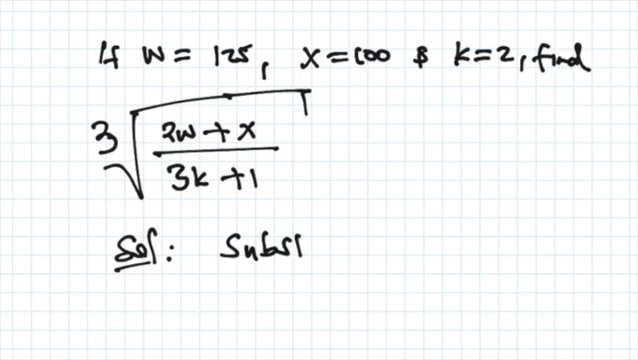 If w = 125, x = 100 & k = 2, find
3√((2w + x)/(3k + 1))
Sol: Subst